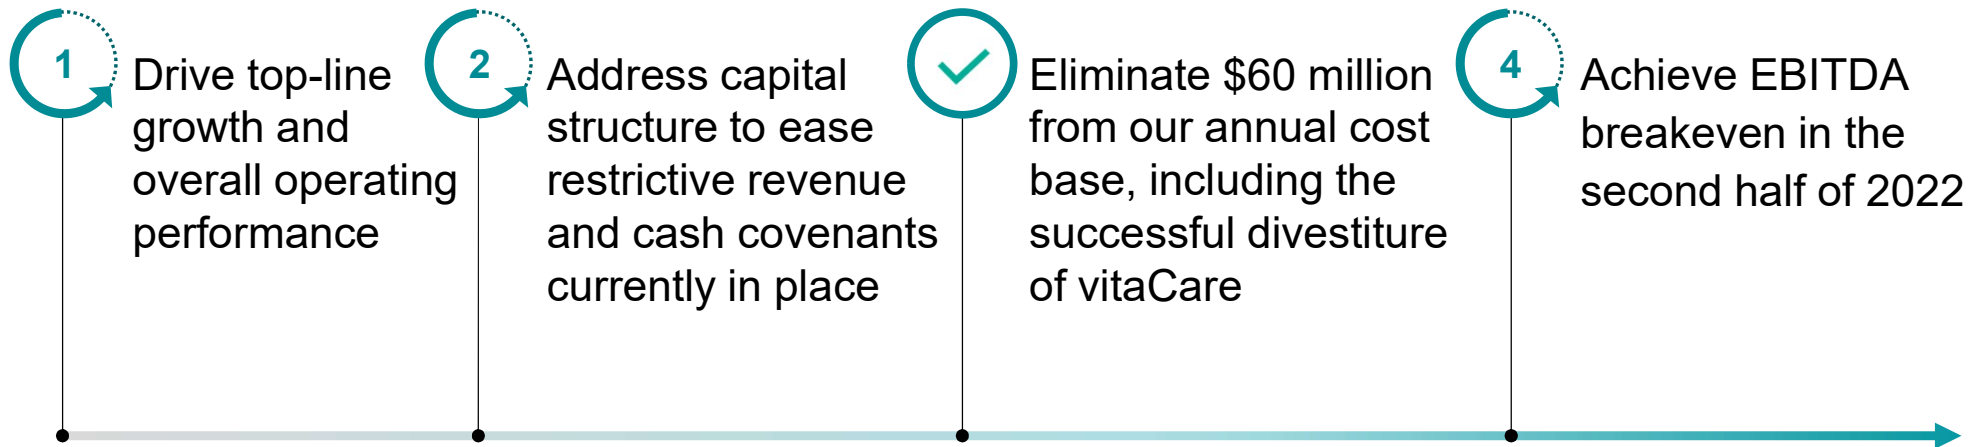 1
Drive top-line
growth and
overall operating
performance
2
Address capital
structure to ease
restrictive revenue
and cash covenants
currently in place
Eliminate $60 million
from our annual cost
base, including the
successful divestiture
of vitaCare
4
Achieve EBITDA
breakeven in the
second half of 2022